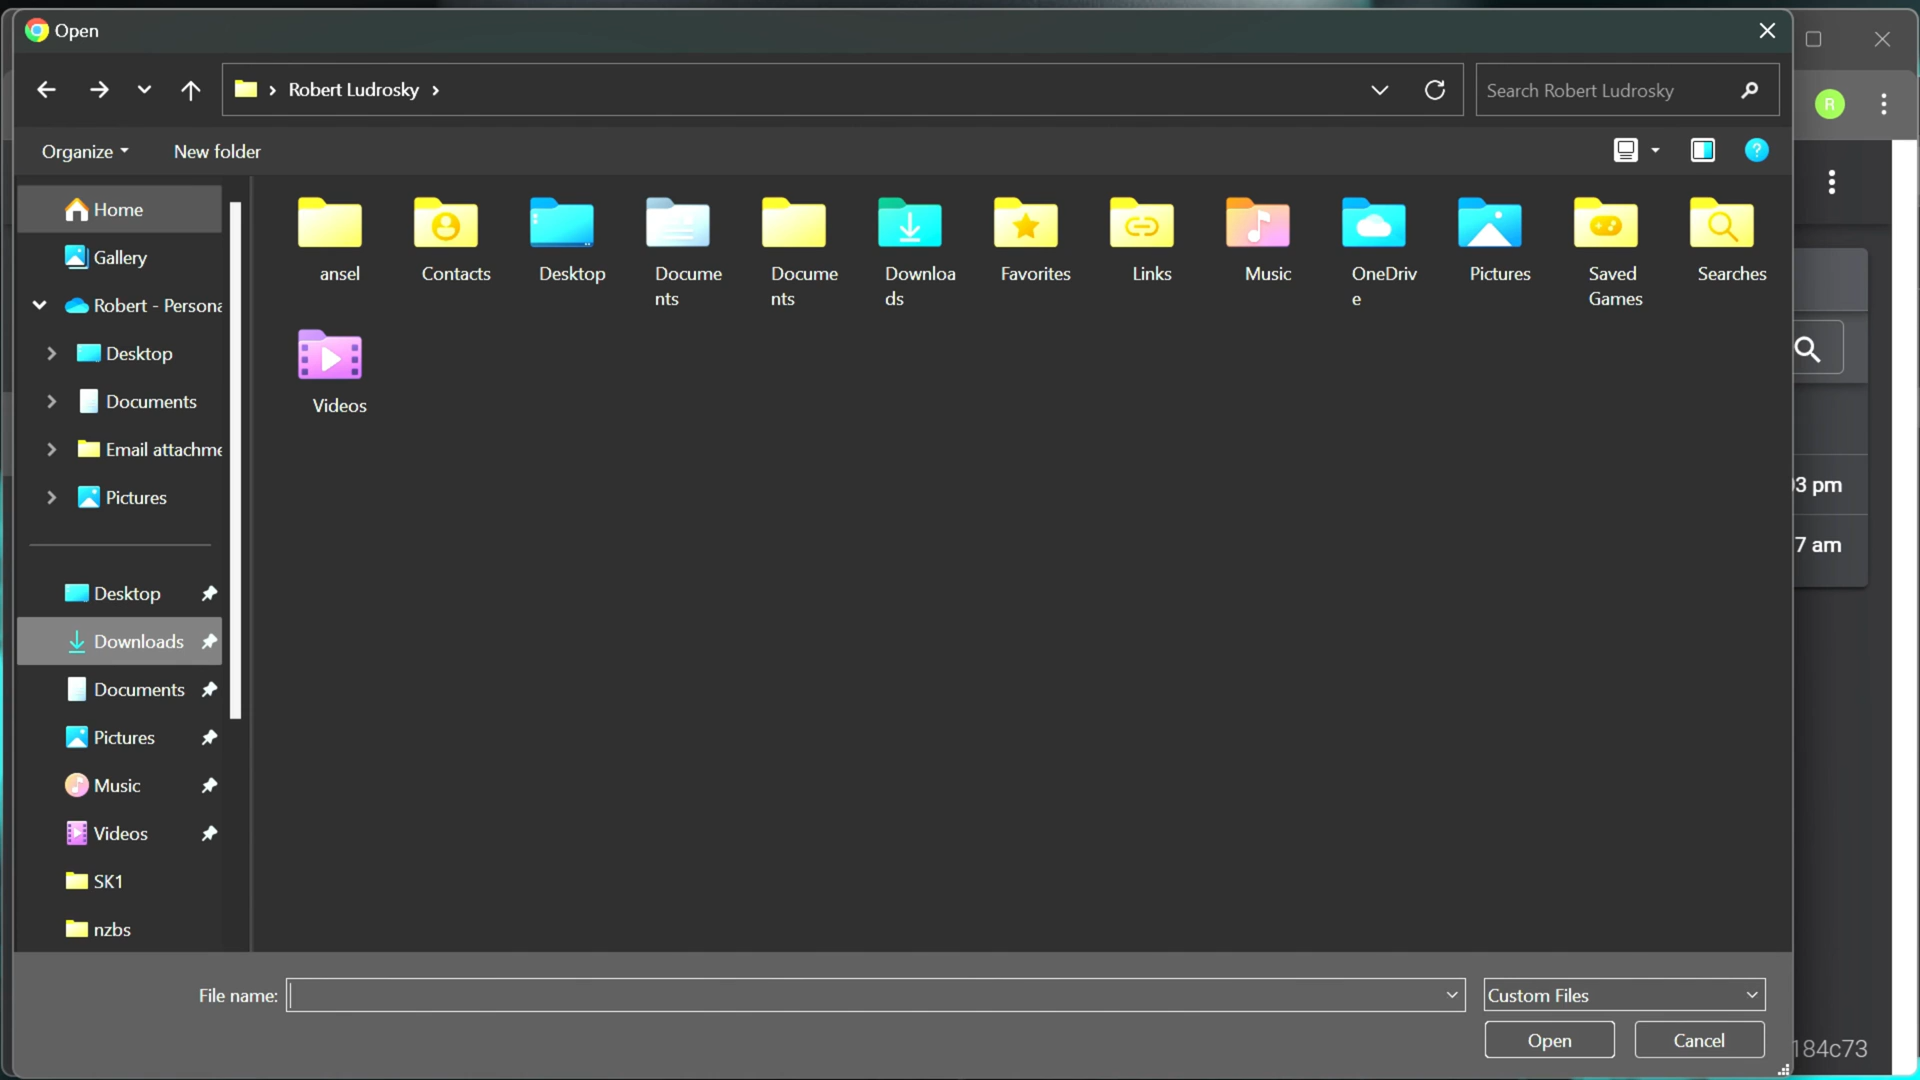 Open
Robert Ludrosky
Search Robert Ludrosky
R
Organize
New folder
?
Home
Gallery
Robert - Persona
Desktop
Documents
Email attachme
Pictures
Desktop
Downloads
Documents
Pictures
Music
Videos
SK1
nzbs
ansel
Contacts
Desktop
Docume
nts
Docume
nts
Downloa
ds
Favorites
Links
Music
OneDriv
e
Pictures
Saved
Games
Searches
Videos
3 pm
7 am
File name:
Custom Files
Open
Cancel
184c73